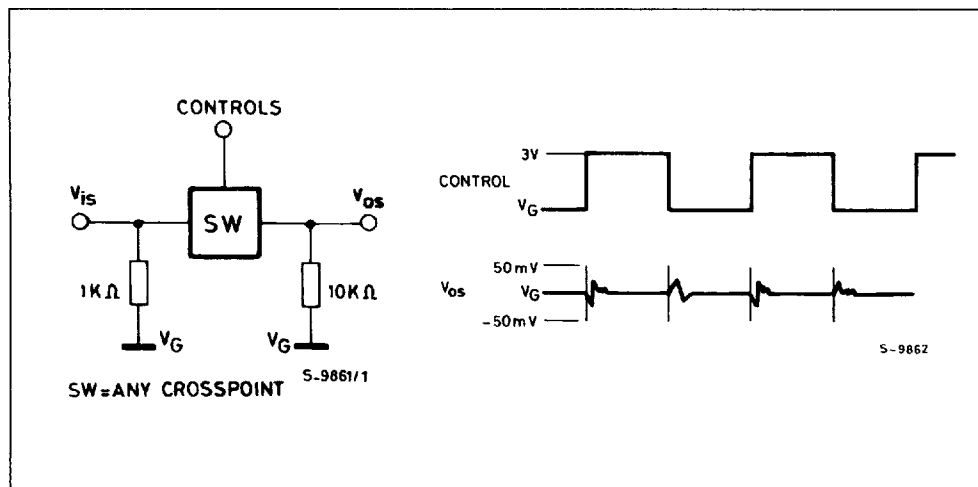 CONTROLS
Vis
SW
Vos
1KΩ
10KΩ
VG
VG
SW=ANY CROSSPOINT
S-9861/1
3V
CONTROL
VG
50mV
Vos
VG
-50mV
S-9862